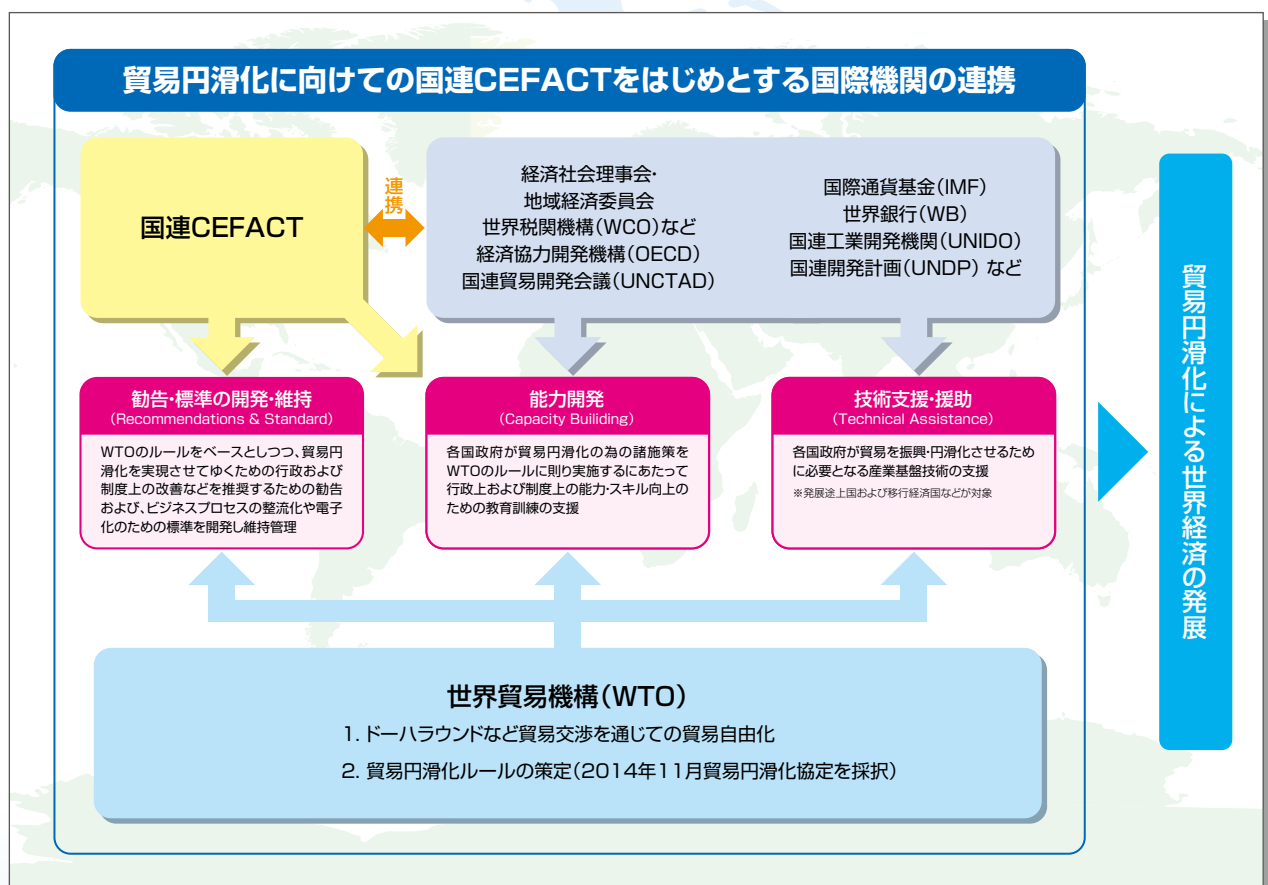 貿易円滑化に向けての国連CEFACTをはじめとする国際機関の連携
国連CEFACT
連携
経済社会理事会・
地域経済委員会
世界税関機構(WCO)など
経済協力開発機構(OECD)
国連貿易開発会議(UNCTAD)
国際通貨基金(IMF)
世界銀行(WB)
国連工業開発機関(UNIDO)
国連開発計画(UNDP) など
勧告・標準の開発・維持
(Recommendations & Standard)
WTOのルールをベースとしつつ、貿易円
滑化を実現させてゆくための行政および
制度上の改善などを推奨するための勧告
および、ビジネスプロセスの整流化や電子
化のための標準を開発し維持管理
能力開発
(Capacity Buiilding)
各国政府が貿易円滑化の為の諸施策を
WTOのルールに則り実施するにあたって
行政上および制度上の能力・スキル向上の
ための教育訓練の支援
技術支援・援助
(Technical Assistance)
各国政府が貿易を振興・円滑化させるため
に必要となる産業基盤技術の支援
※発展途上国および移行経済国などが対象
世界貿易機構(WTO)
1. ドーハラウンドなど貿易交渉を通じての貿易自由化
2. 貿易円滑化ルールの策定(2014年11月貿易円滑化協定を採択)
貿易円滑化による世界経済の発展